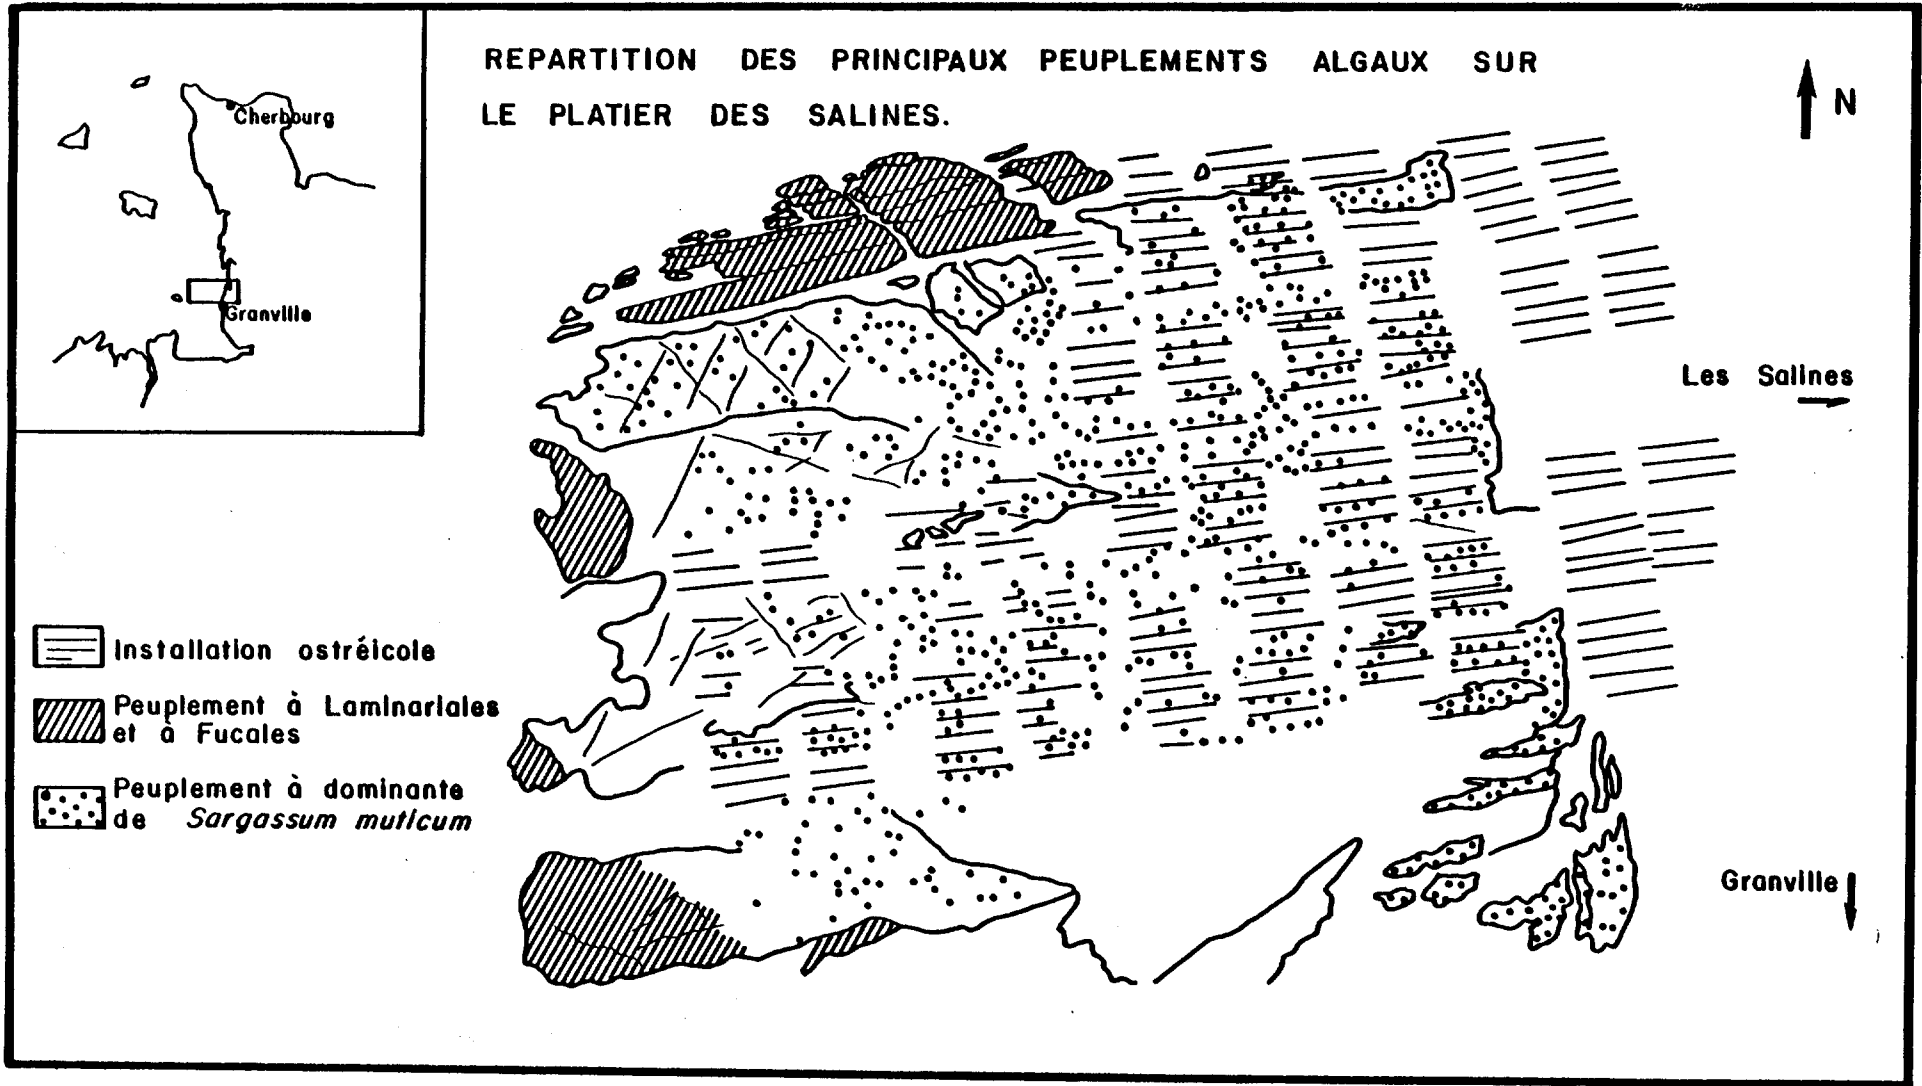 REPARTITION DES PRINCIPAUX PEUPLEMENTS ALGAUX SUR
LE PLATIER DES SALINES.
N
Cherbourg
Granville
Les Salines
Installation ostréicole
Peuplement à Laminariales
et à Fucales
Peuplement à dominante
de Sargassum muticum
Granville